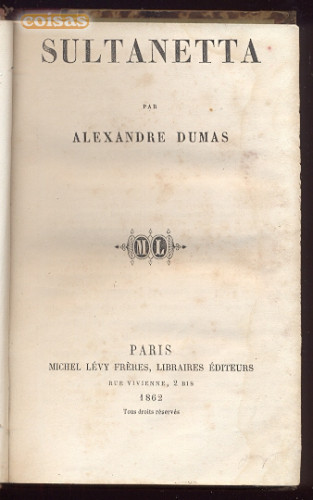 coisas
SULTANETTA
PAR
ALEXANDRE DUMAS
ML
PARIS
MICHEL LÉVY FRÈRES, LIBRAIRES ÉDITEURS
RUE VIVIENNE, 2 BIS
1862
Tous droits réservés